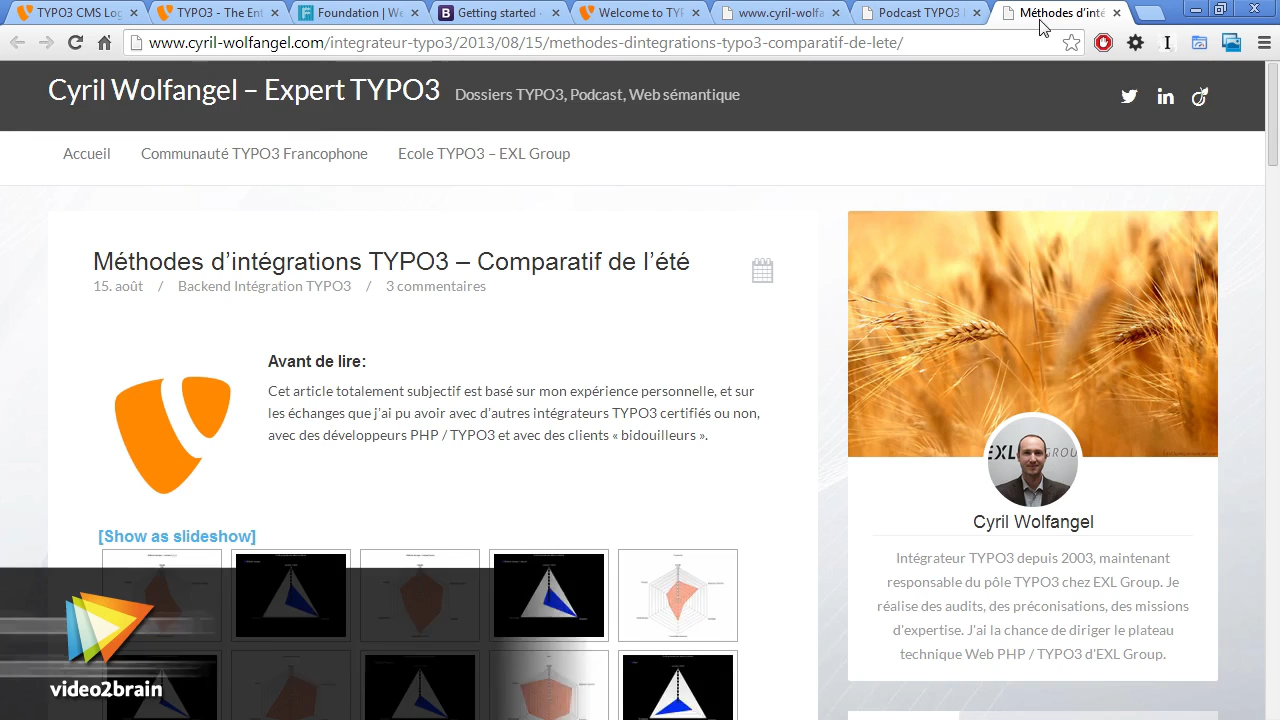 TYPO3 CMS Log
TYPO3 - The Ent
Foundation | We
Getting started -
Welcome to TY
www.cyril-wolfa
Podcast TYPO3
Méthodes d'inté
www.cyril-wolfangel.com/integrateur-typo3/2013/08/15/methodes-dintegrations-typo3-comparatif-de-lete/
Cyril Wolfangel – Expert TYPO3
Dossiers TYPO3, Podcast, Web sémantique
Accueil
Communauté TYPO3 Francophone
Ecole TYPO3 – EXL Group
Méthodes d'intégrations TYPO3 – Comparatif de l'été
15. août / Backend Intégration TYPO3 / 3 commentaires
Avant de lire:
Cet article totalement subjectif est basé sur mon expérience personnelle, et sur
les échanges que j'ai pu avoir avec d'autres intégrateurs TYPO3 certifiés ou non,
avec des développeurs PHP / TYPO3 et avec des clients « bidouilleurs ».
[Show as slideshow]
EXL GROU
Cyril Wolfangel
Intégrateur TYPO3 depuis 2003, maintenant
responsable du pôle TYPO3 chez EXL Group. Je
réalise des audits, des préconisations, des missions
d'expertise. J'ai la chance de diriger le plateau
technique Web PHP / TYPO3 d'EXL Group.
video2brain